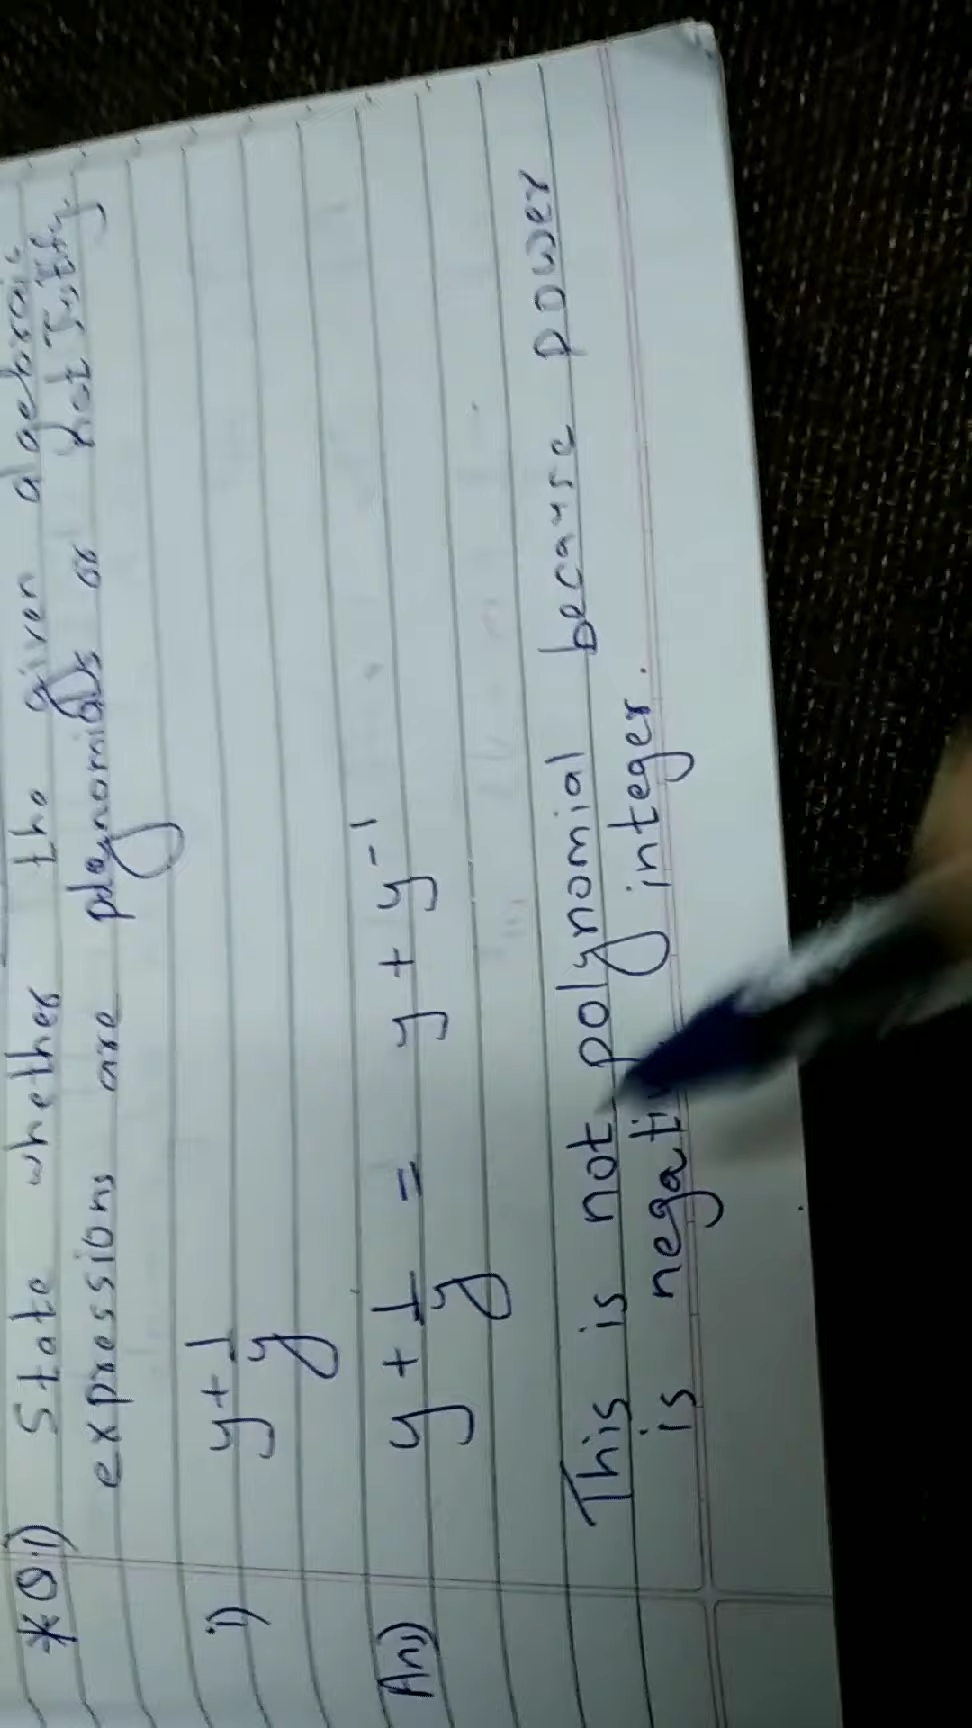 *Q.1) State whether the given algebraic
expressions are polynomials or not Justify.
i) y + 1/y
Ans) y + 1/y = y + y⁻¹
This is not polynomial because power
is integer.